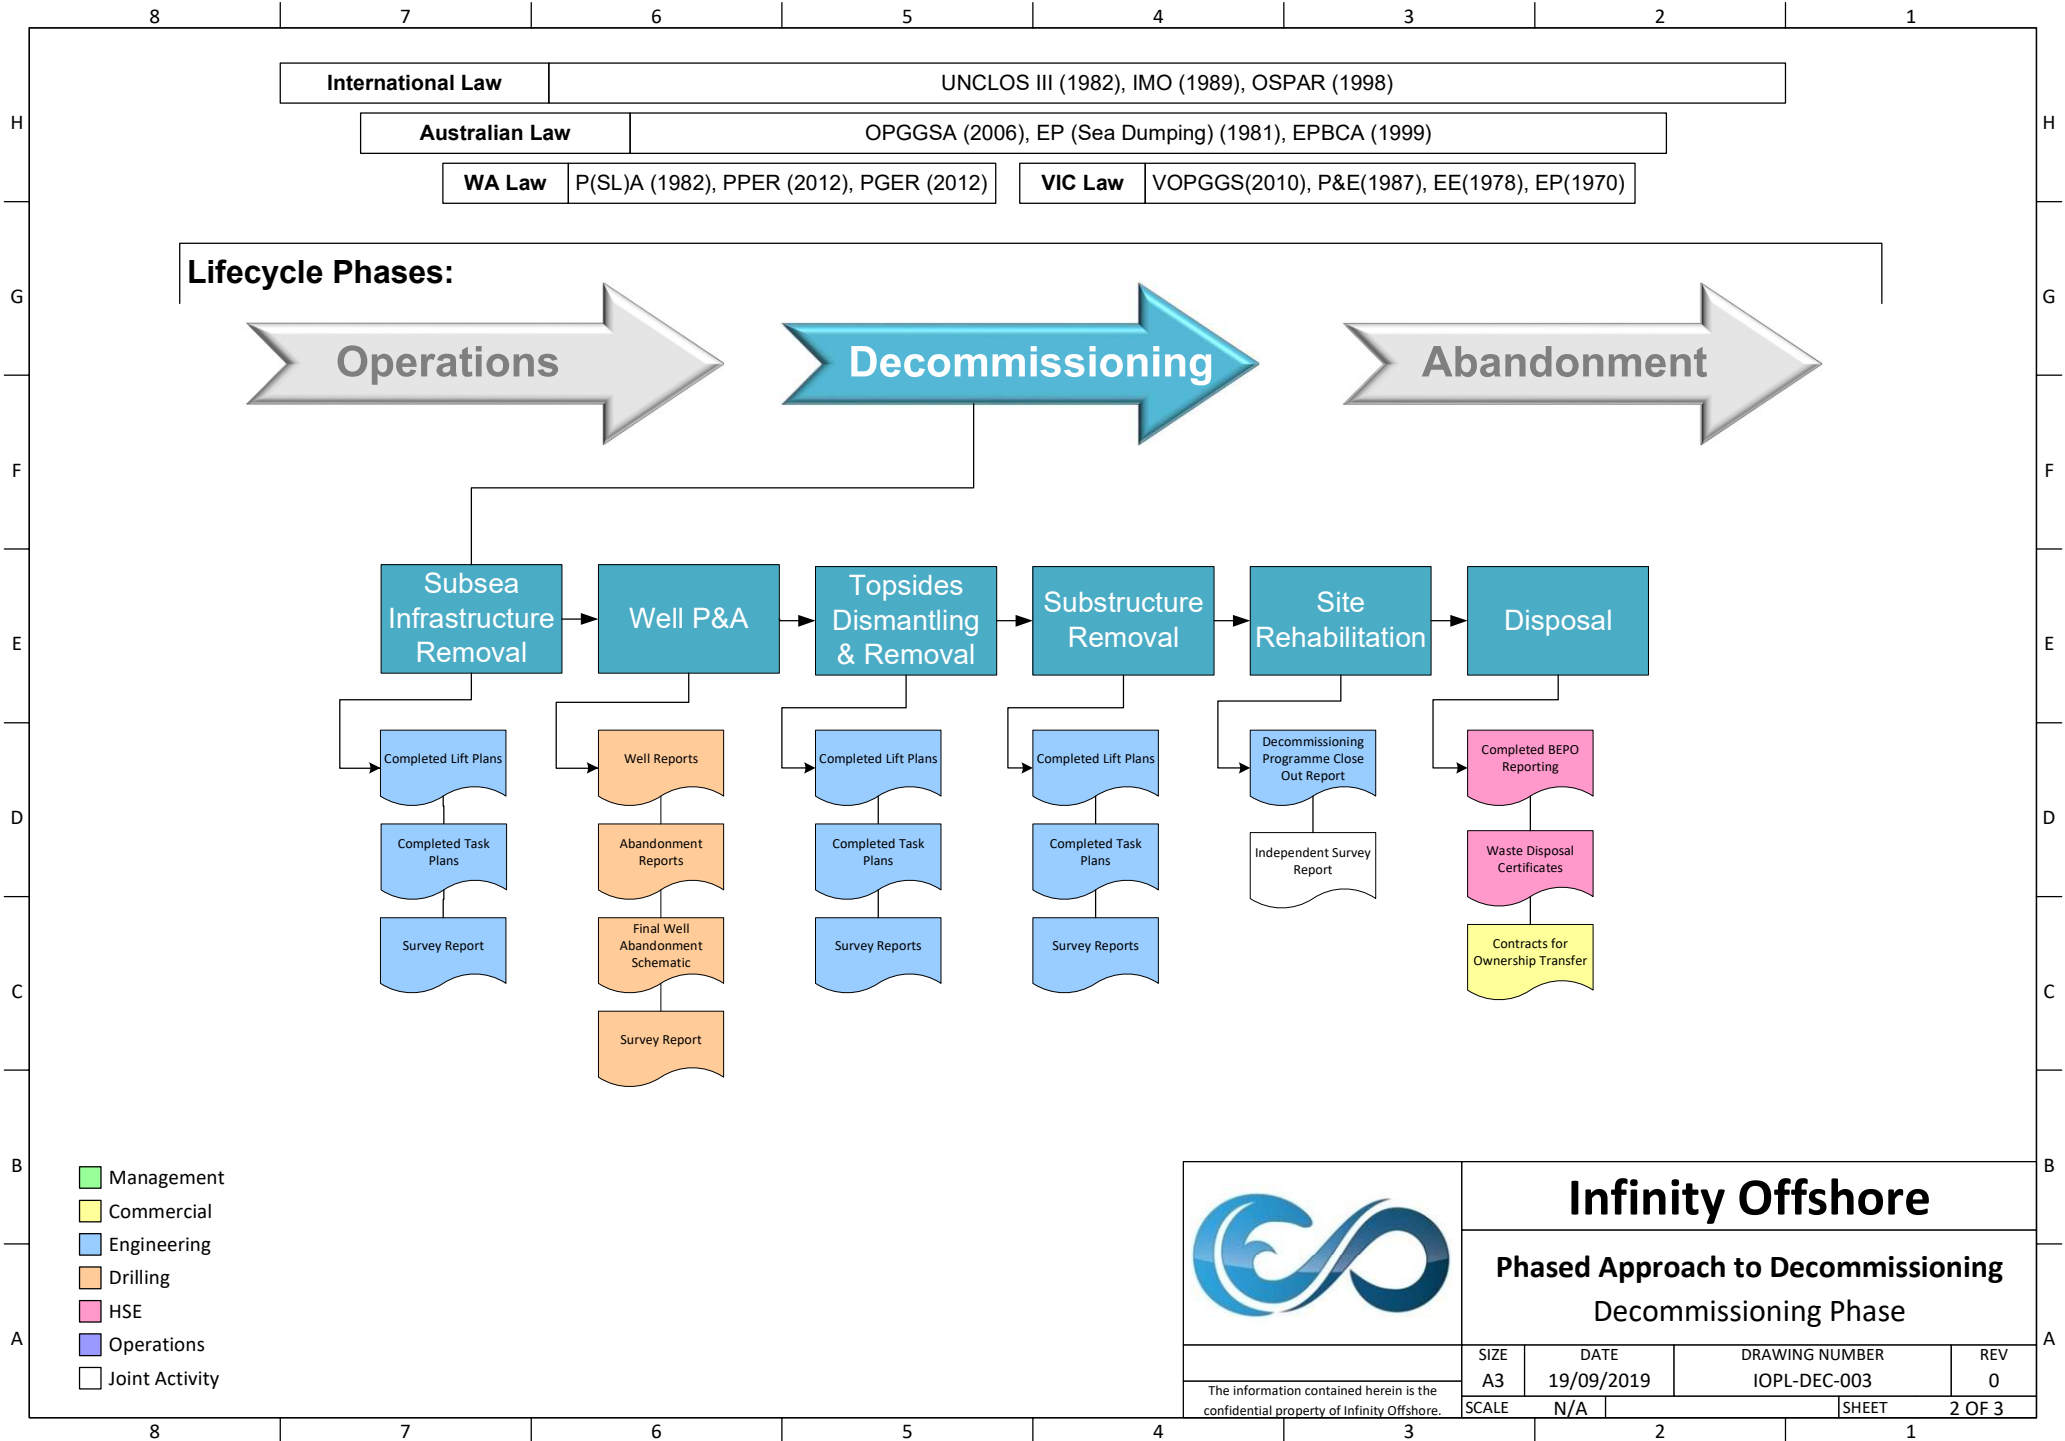 8 7 6 5 4 3 2 1
International Law UNCLOS III (1982), IMO (1989), OSPAR (1998)
H H
Australian Law OPGGSA (2006), EP (Sea Dumping) (1981), EPBCA (1999)
WA Law P(SL)A (1982), PPER (2012), PGER (2012) VIC Law VOPGGS(2010), P&E(1987), EE(1978), EP(1970)
Lifecycle Phases:
G G
Operations Decommissioning Abandonment
F F
Subsea
Infrastructure
Removal
Well P&A
Topsides
Dismantling
& Removal
Substructure
Removal
Site
Rehabilitation
Disposal
E E
Completed Lift Plans
Completed Task
Plans
Survey Report
Well Reports
Abandonment
Reports
Final Well
Abandonment
Schematic
Survey Report
Completed Lift Plans
Completed Task
Plans
Survey Reports
Completed Lift Plans
Completed Task
Plans
Survey Reports
Decommissioning
Programme Close
Out Report
Independent Survey
Report
Completed BEPO
Reporting
Waste Disposal
Certificates
Contracts for
Ownership Transfer
D D
C C
B B
Management
Commercial
Engineering
Drilling
HSE
Operations
Joint Activity
A A
Infinity Offshore
Phased Approach to Decommissioning
Decommissioning Phase
SIZE DATE DRAWING NUMBER REV
A3 19/09/2019 IOPL-DEC-003 0
The information contained herein is the
confidential property of Infinity Offshore.
SCALE N/A SHEET 2 OF 3
8 7 6 5 4 3 2 1